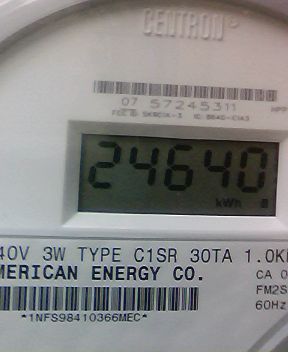 CENTRON
07 57245311
24640
kWh
40V 3W TYPE C1SR 30TA 1.0K
MERICAN ENERGY CO.
CA 0
FM2S
60Hz
*1NFS98410366MEC*